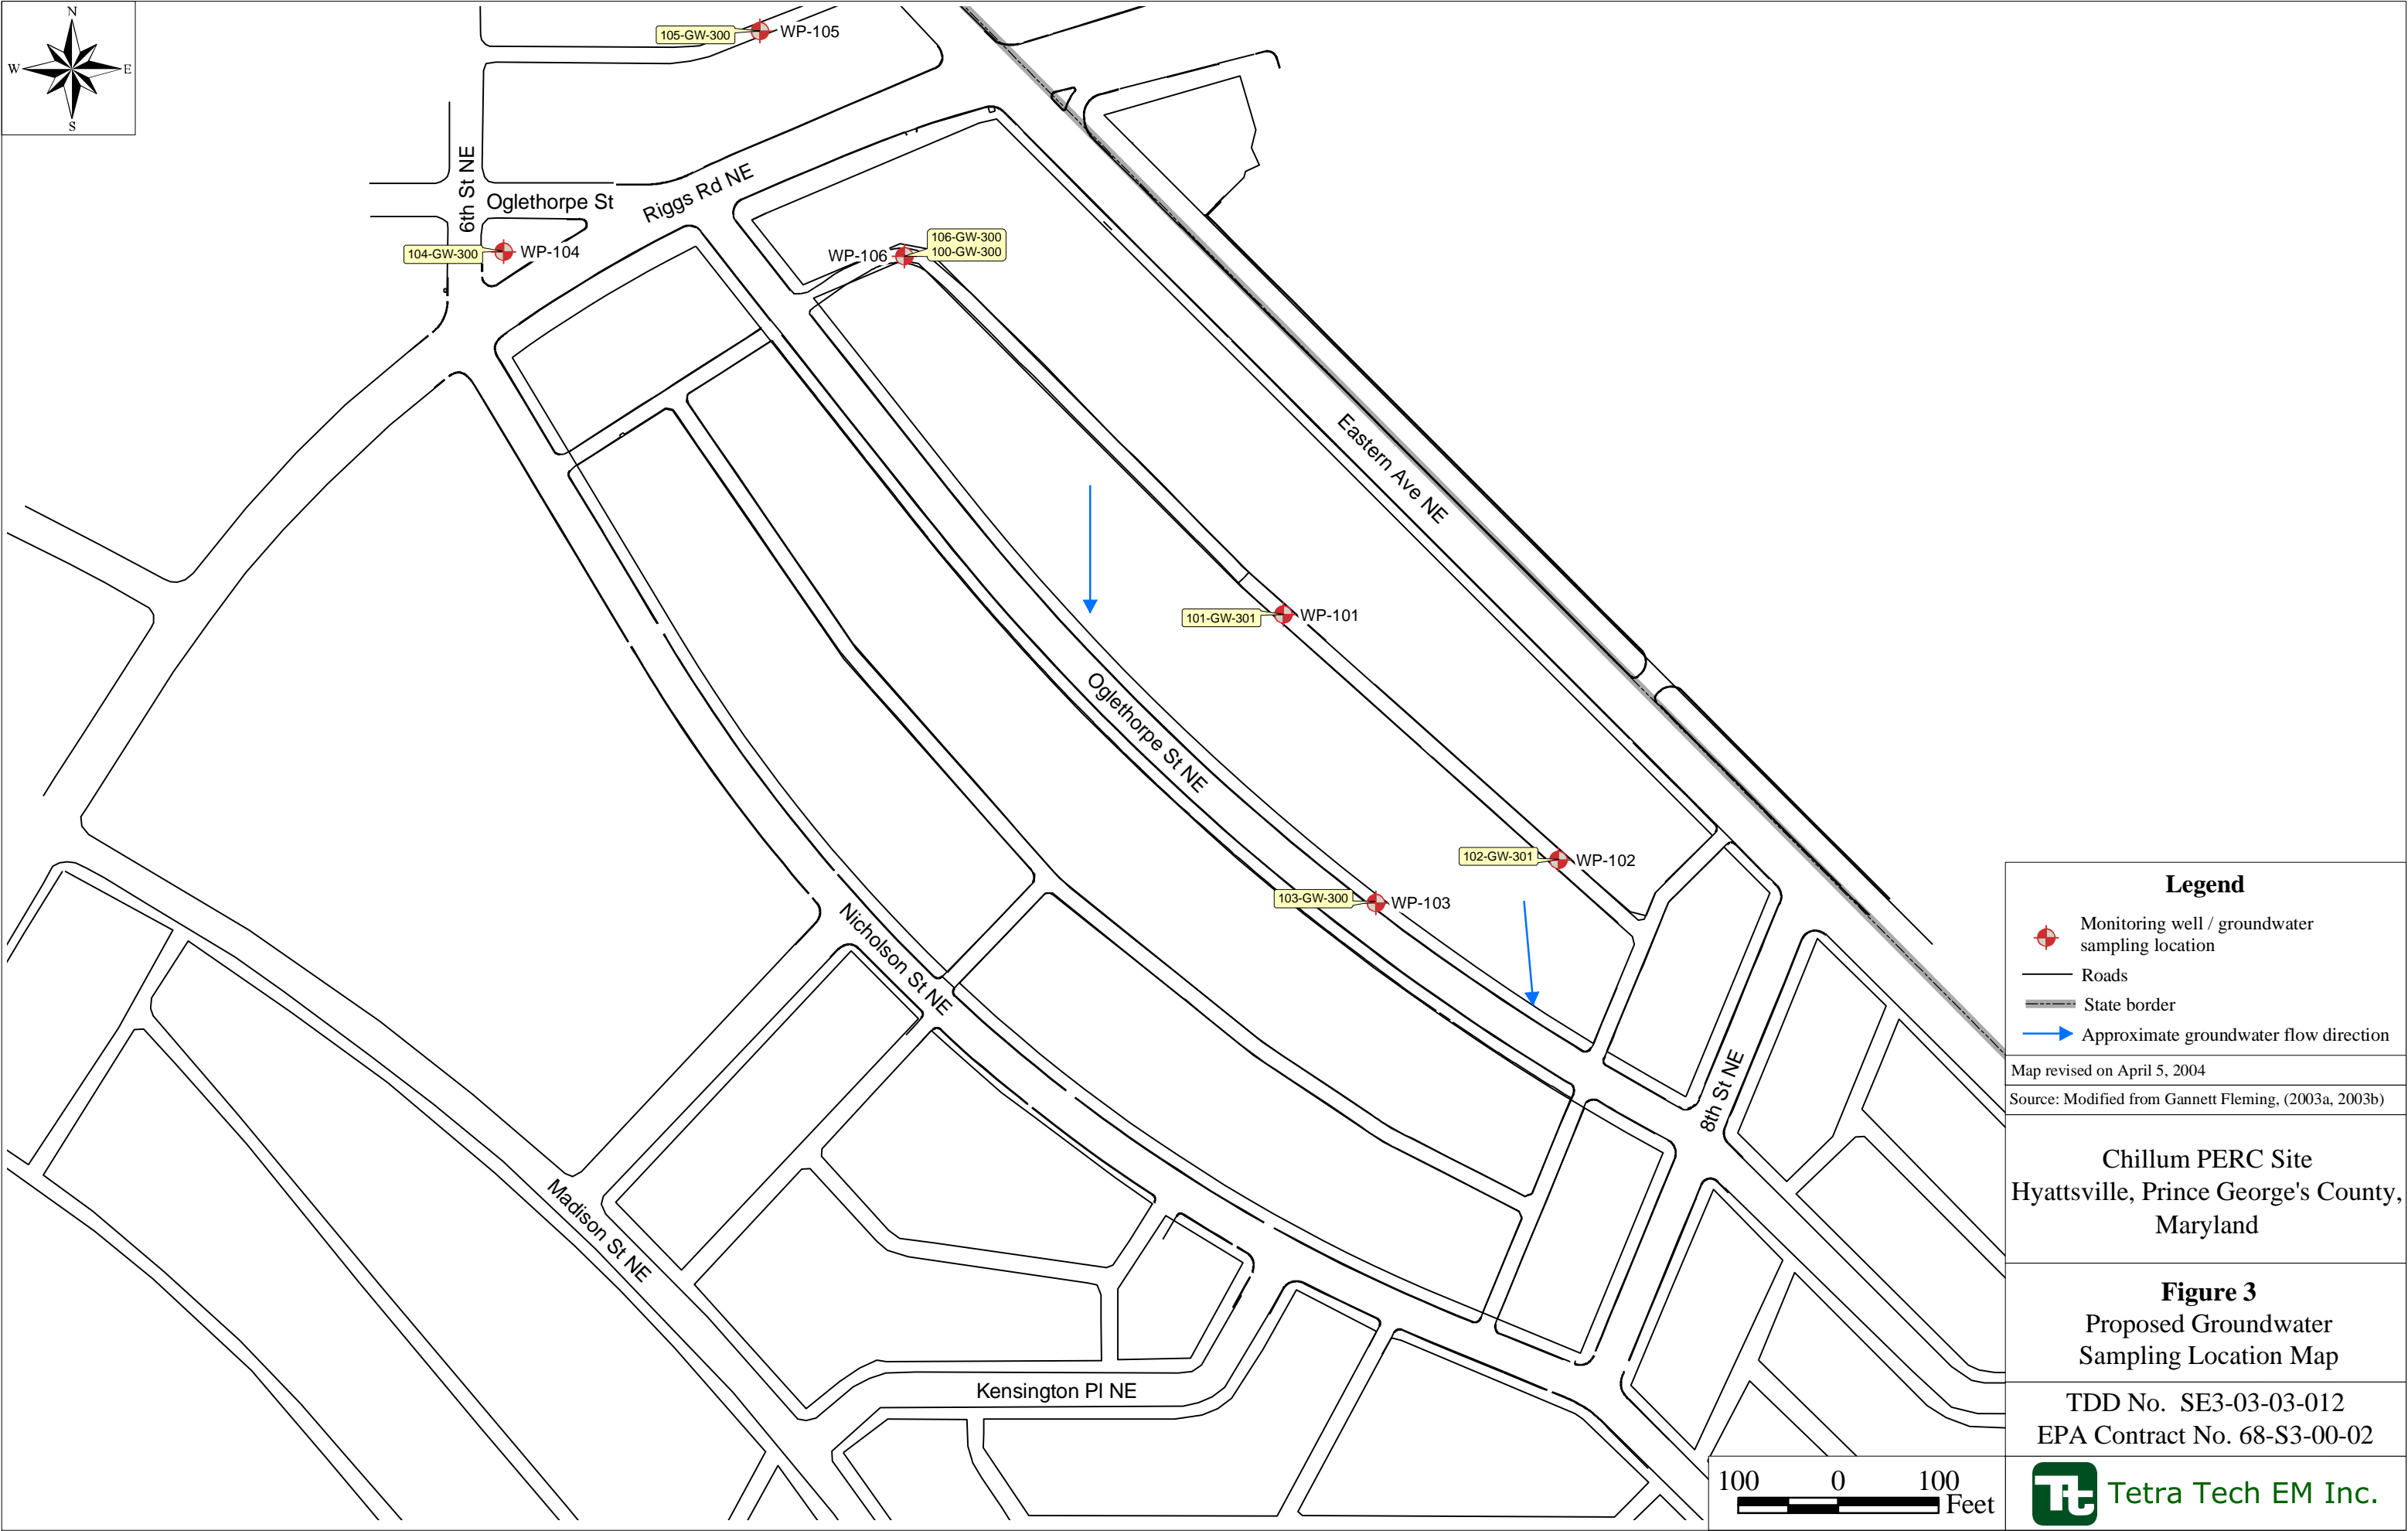 N
W E
S
105-GW-300
WP-105
6th St NE
Oglethorpe St
Riggs Rd NE
104-GW-300
WP-104
WP-106
106-GW-300
100-GW-300
Eastern Ave NE
101-GW-301
WP-101
Oglethorpe St NE
102-GW-301
WP-102
103-GW-300
WP-103
Nicholson St NE
8th St NE
Madison St NE
Kensington Pl NE
Legend
Monitoring well / groundwater
sampling location
Roads
State border
Approximate groundwater flow direction
Map revised on April 5, 2004
Source: Modified from Gannett Fleming, (2003a, 2003b)
Chillum PERC Site
Hyattsville, Prince George's County,
Maryland
Figure 3
Proposed Groundwater
Sampling Location Map
TDD No. SE3-03-03-012
EPA Contract No. 68-S3-00-02
100 0 100
Feet
Tt Tetra Tech EM Inc.